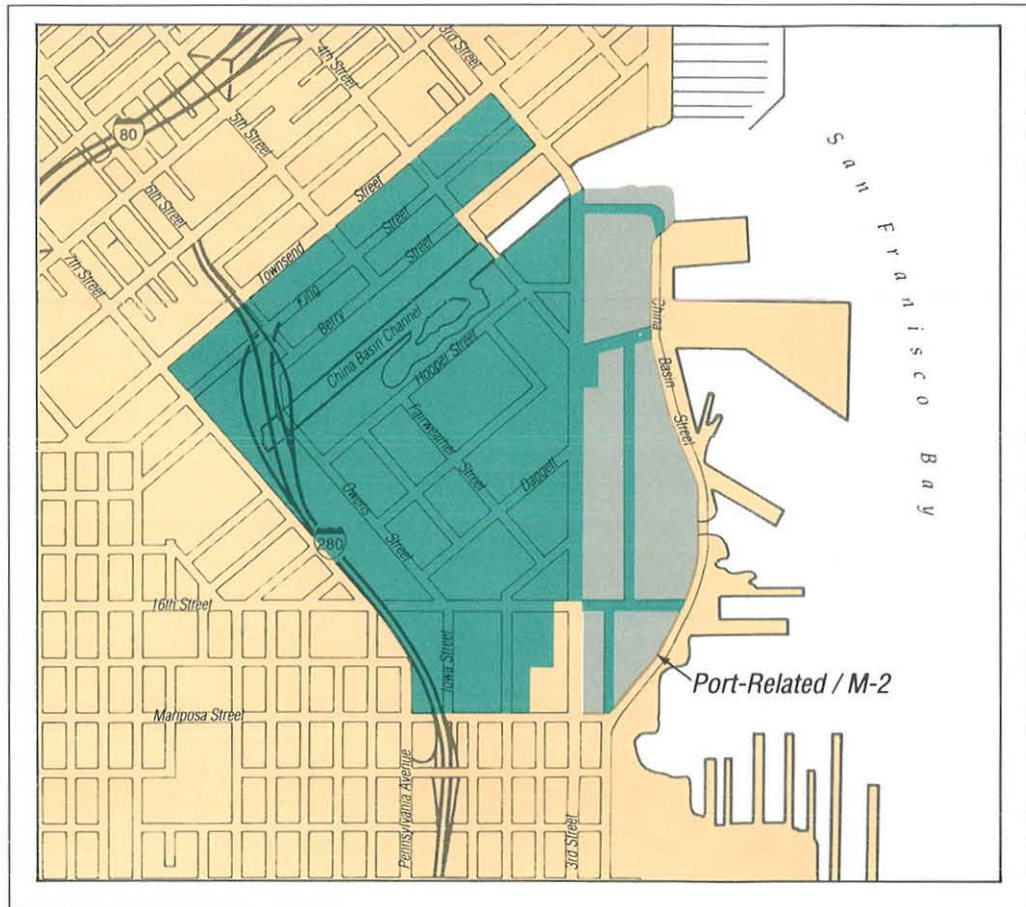 3rd Street
4th Street
80
5th Street
6th Street
7th Street
Townsend Street
King Street
Berry Street
China Basin Channel
Hooper Street
Fairweather Street
Daggett
Owens Street
280
China Basin Street
San Franisico Bay
16th Street
Iowa Street
Port-Related / M-2
Mariposa Street
Pennsylvania Avenue
3rd Street